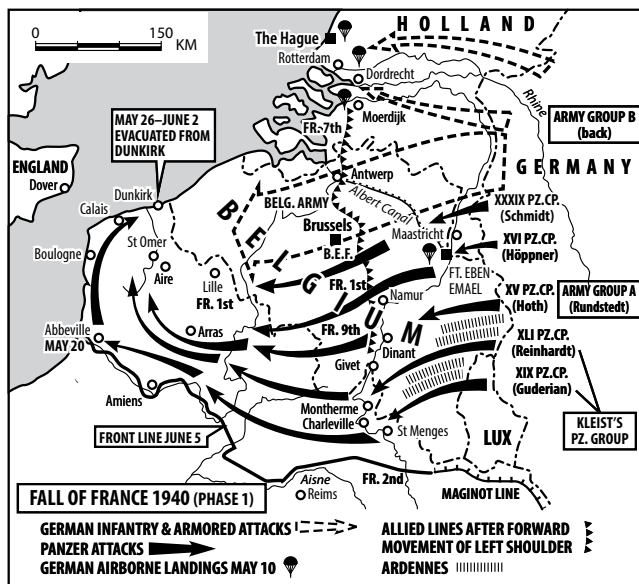 0 150
KM
HOLLAND
The Hague
Rotterdam
Dordrecht
Rhine
MAY 26–JUNE 2
EVACUATED FROM
DUNKIRK
FR. 7th
Moerdijk
ARMY GROUP B
(back)
ENGLAND
Dover
GERMANY
Antwerp
Dunkirk
BELG. ARMY
Albert Canal
XXXIX PZ.CP.
(Schmidt)
Calais
BELGIUM
Brussels
Maastricht
St Omer
B.E.F.
XVI PZ.CP.
(Höppner)
Boulogne
Aire
Lille
FT. EBEN
EMAEL
FR. 1st
FR. 1st
Namur
XV PZ.CP.
(Hoth)
ARMY GROUP A
(Rundstedt)
Abbeville
MAY 20
Arras
FR. 9th
Dinant
XLI PZ.CP.
(Reinhardt)
Givet
XIX PZ.CP.
(Guderian)
Amiens
Montherme
Charleville
KLEIST'S
PZ. GROUP
FRONT LINE JUNE 5
St Menges
LUX
Aisne
FR. 2nd
Reims
MAGINOT LINE
FALL OF FRANCE 1940 (PHASE 1)
GERMAN INFANTRY & ARMORED ATTACKS
PANZER ATTACKS
GERMAN AIRBORNE LANDINGS MAY 10
ALLIED LINES AFTER FORWARD
MOVEMENT OF LEFT SHOULDER
ARDENNES